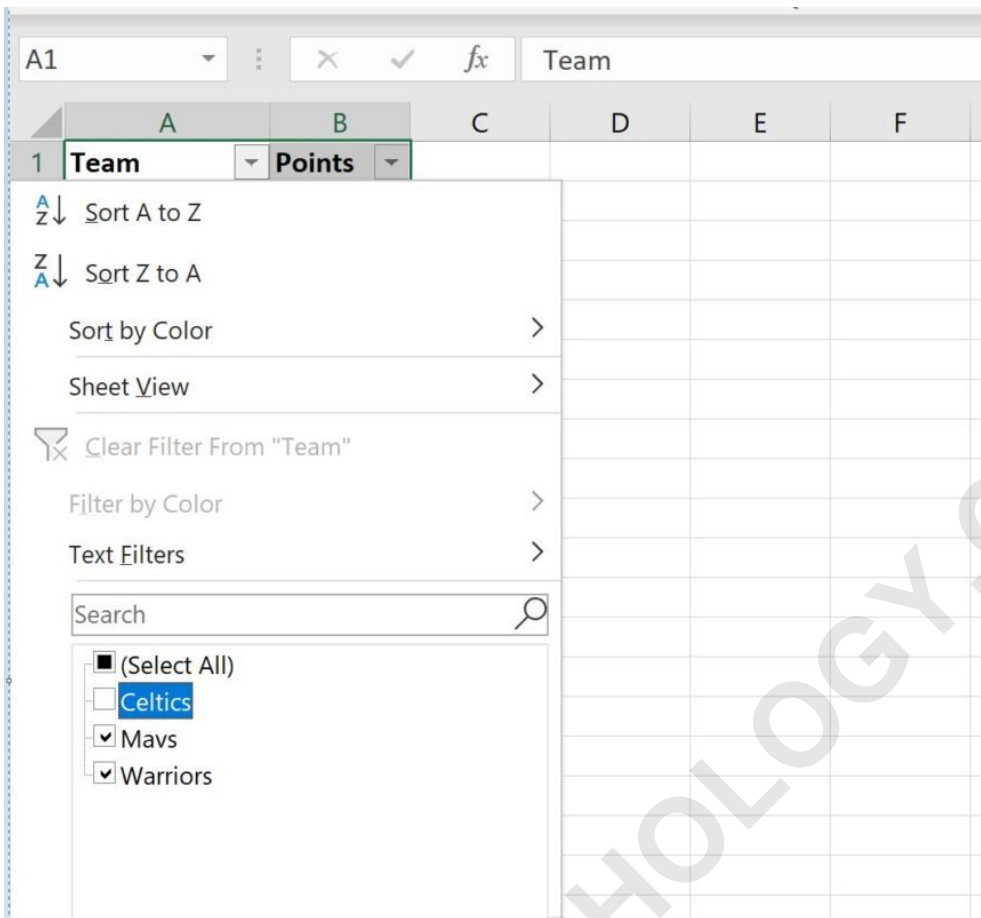 A1 fx Team
A B C D E F
1 Team Points
Sort A to Z
Sort Z to A
Sort by Color
Sheet View
Clear Filter From "Team"
Filter by Color
Text Filters
Search
(Select All)
Celtics
Mavs
Warriors
HOLOGY.